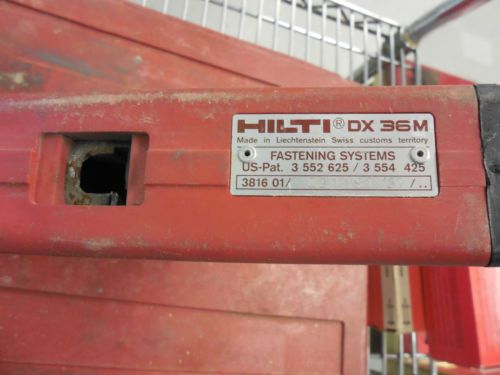 HILTI® DX 36M
Made in Liechtenstein Swiss customs territory
FASTENING SYSTEMS
US-Pat. 3 552 625 / 3 554 425
3816 01/ / ..